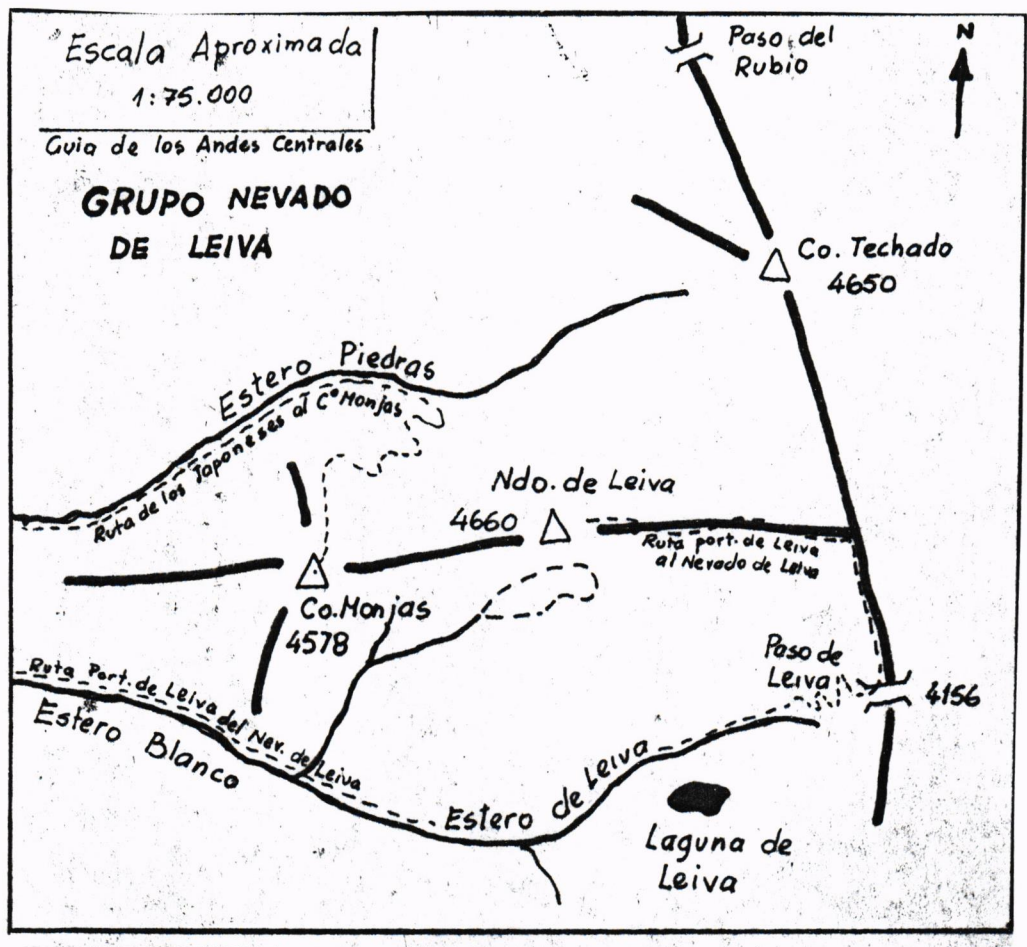 Escala Aproximada
1:75.000
Guia de los Andes Centrales
GRUPO NEVADO
DE LEIVA
Paso del
Rubio
N
Co. Techado
4650
Estero Piedras
Ruta de los Japoneses al Cº Monjas
Ndo. de Leiva
4660
Ruta port. de Leiva
al Nevado de Leiva
Co. Monjas
4578
Paso de
Leiva
4156
Ruta Port. de Leiva del Nev. de Leiva
Estero Blanco
Estero de Leiva
Laguna de
Leiva